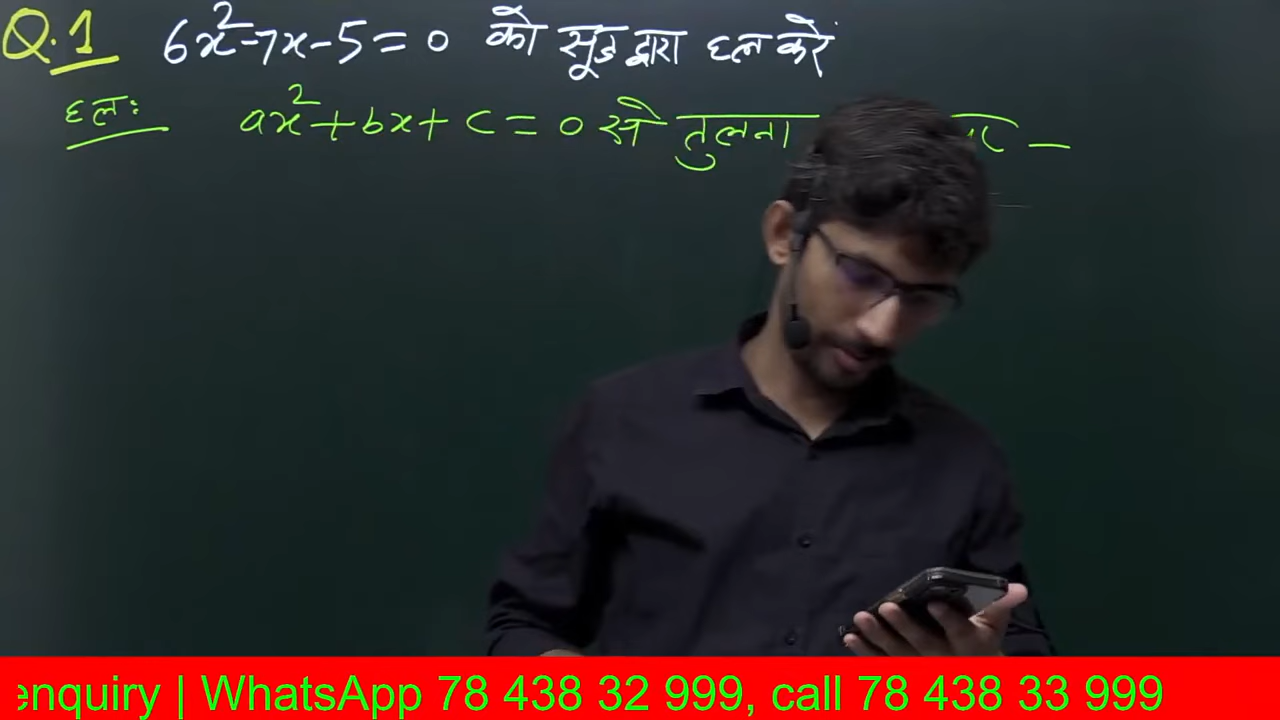 Q.1 6x²-7x-5=0 को सूत्र द्वारा हल करें
हल: ax²+bx+c=0 से तुलना
enquiry | WhatsApp 78 438 32 999, call 78 438 33 999